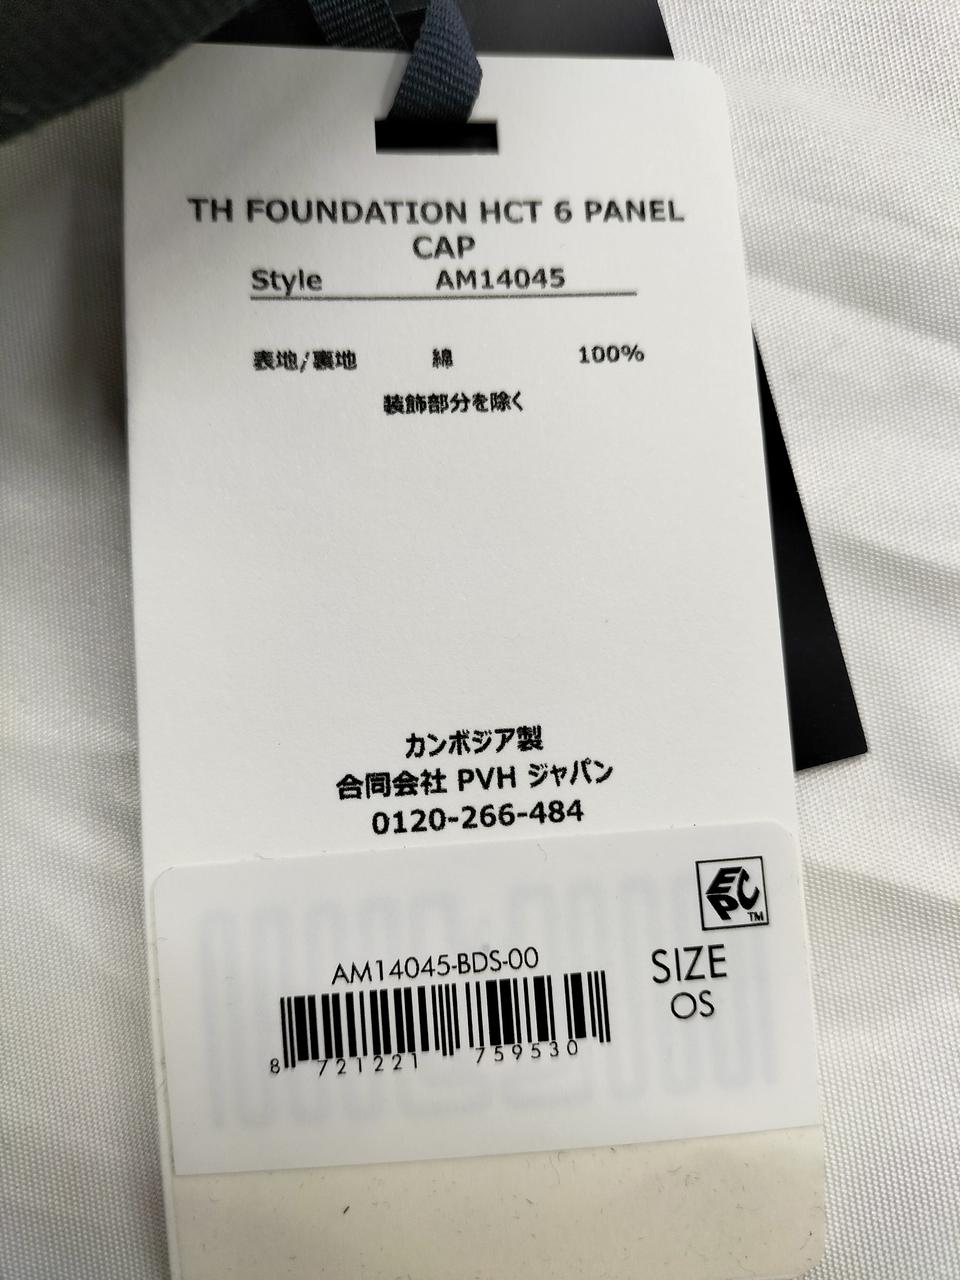 TH FOUNDATION HCT 6 PANEL
CAP
Style AM14045
表地/裏地 綿 100%
装飾部分を除く
カンボジア製
合同会社 PVH ジャパン
0120-266-484
EPC TM
AM14045-BDS-00
SIZE
OS
8 721221 759530